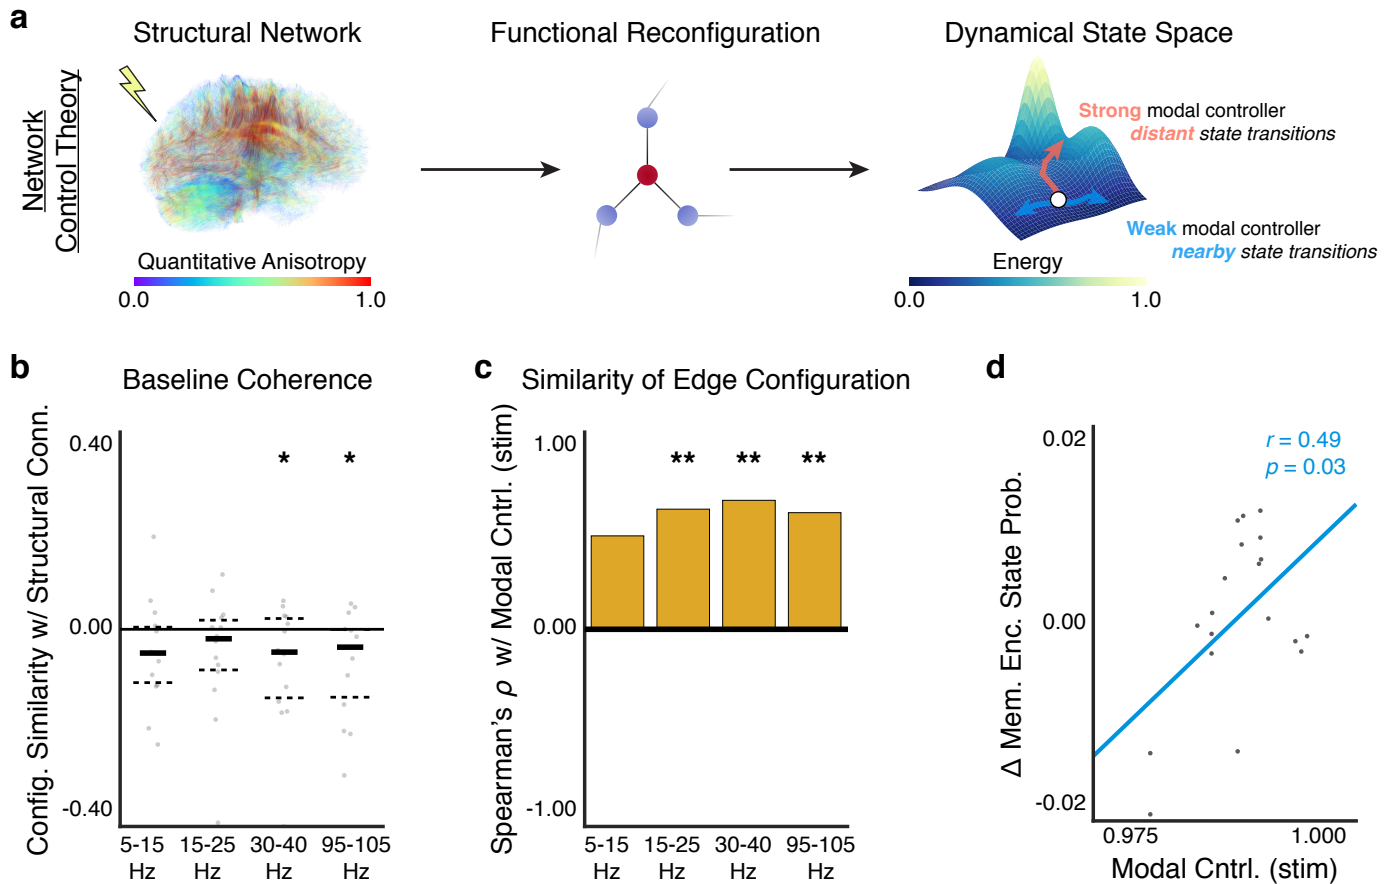 a
Structural Network
Functional Reconfiguration
Dynamical State Space
Network
Control Theory
Strong modal controller
distant state transitions
Weak modal controller
nearby state transitions
Quantitative Anisotropy
0.0
1.0
Energy
0.0
1.0
b
Baseline Coherence
Config. Similarity w/ Structural Conn.
0.40
0.00
-0.40
*
*
5-15
Hz
15-25
Hz
30-40
Hz
95-105
Hz
c
Similarity of Edge Configuration
Spearman's ρ w/ Modal Cntrl. (stim)
1.00
0.00
-1.00
**
**
**
5-15
Hz
15-25
Hz
30-40
Hz
95-105
Hz
d
Δ Mem. Enc. State Prob.
0.02
0.00
-0.02
r = 0.49
p = 0.03
0.975
1.000
Modal Cntrl. (stim)